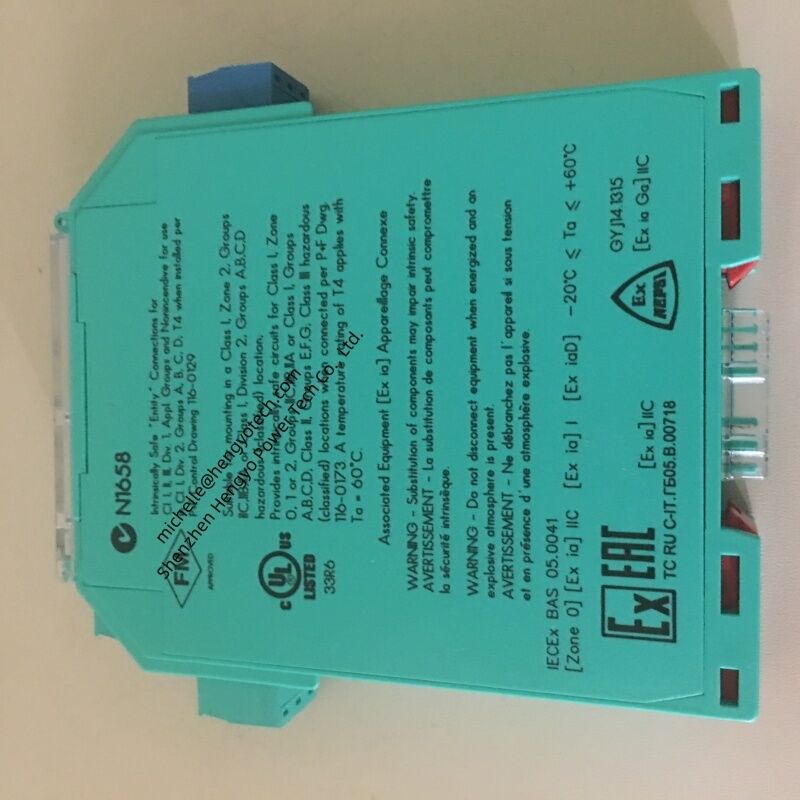 N1658
Intrinsically Safe "Entity" Connections for
Cl I, II, III, Div. 1, Appl Groups and Nonincendive for use
Cl I, Div. 2, Groups A, B, C, D, T4 when installed per
Control Drawing 116-0129
FM
APPROVED
Suitable for mounting in a Class I, Zone 2, Groups
IIC,IIB,IIA or Class I, Division 2, Groups A,B,C,D
hazardous (classified) location.
Provides intrinsically safe circuits for Class I, Zone
0, 1 or 2, Groups IIC,IIB,IIA or Class I, Groups
A,B,C,D, Class II, Groups E,F,G, Class III hazardous
(classified) locations when connected per P+F Dwg.
116-0173. A temperature rating of T4 applies with
Ta = 60°C.
c UL us
LISTED
33R6
michelle@hengyotech.com
Shenzhen Hengyo Power-Tech Co., Ltd.
Associated Equipment [Ex ia] Appareillage Connexe
WARNING - Substitution of components may impair intrinsic safety.
AVERTISSEMENT - La substitution de composants peut compromettre
la sécurité intrinsèque.
WARNING - Do not disconnect equipment when energized and an
explosive atmosphere is present.
AVERTISSEMENT - Ne débranchez pas l'appareil si sous tension
et en présence d'une atmosphère explosive.
IECEx BAS 05.0041
[Zone 0] [Ex ia] IIC [Ex ia] I [Ex iaD] -20°C ≤ Ta ≤ +60°C
Ex EAC
[Ex ia] IIC
TC RU C-IT.ГБ05.B.00718
Ex
NEPSI
GYJ14.1315
[Ex ia Ga] IIC